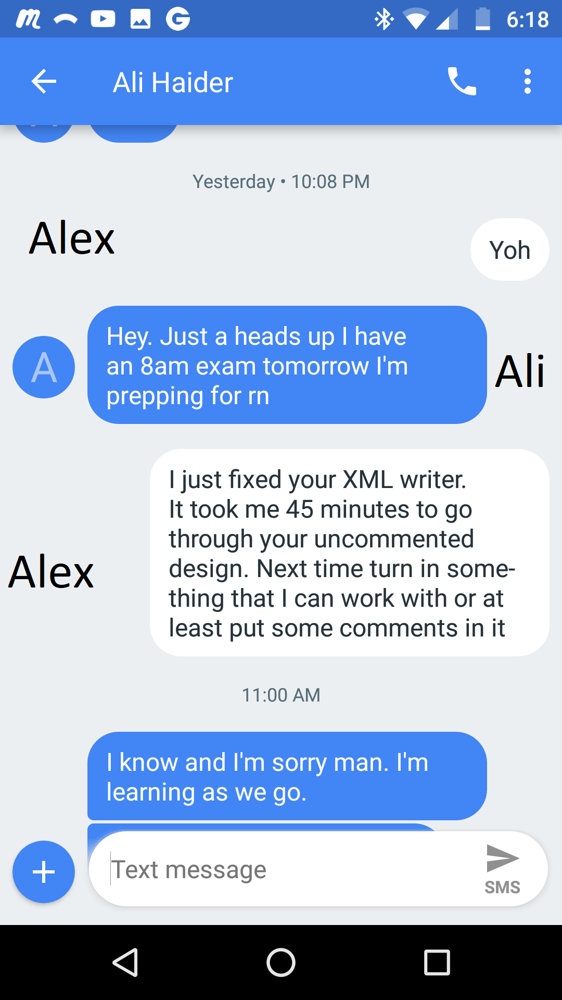 6:18
Ali Haider
Yesterday • 10:08 PM
Alex
Yoh
Hey. Just a heads up I have
an 8am exam tomorrow I'm
prepping for rn
A
Ali
I just fixed your XML writer.
It took me 45 minutes to go
through your uncommented
design. Next time turn in some-
thing that I can work with or at
least put some comments in it
Alex
11:00 AM
I know and I'm sorry man. I'm
learning as we go.
Text message
SMS